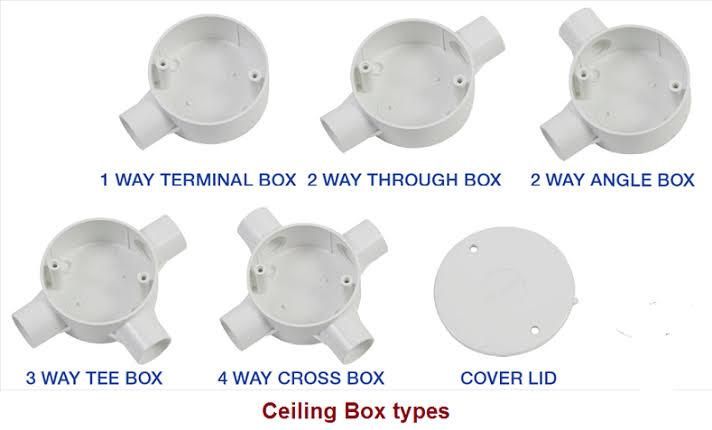 1 WAY TERMINAL BOX 2 WAY THROUGH BOX 2 WAY ANGLE BOX
3 WAY TEE BOX 4 WAY CROSS BOX COVER LID
Ceiling Box types